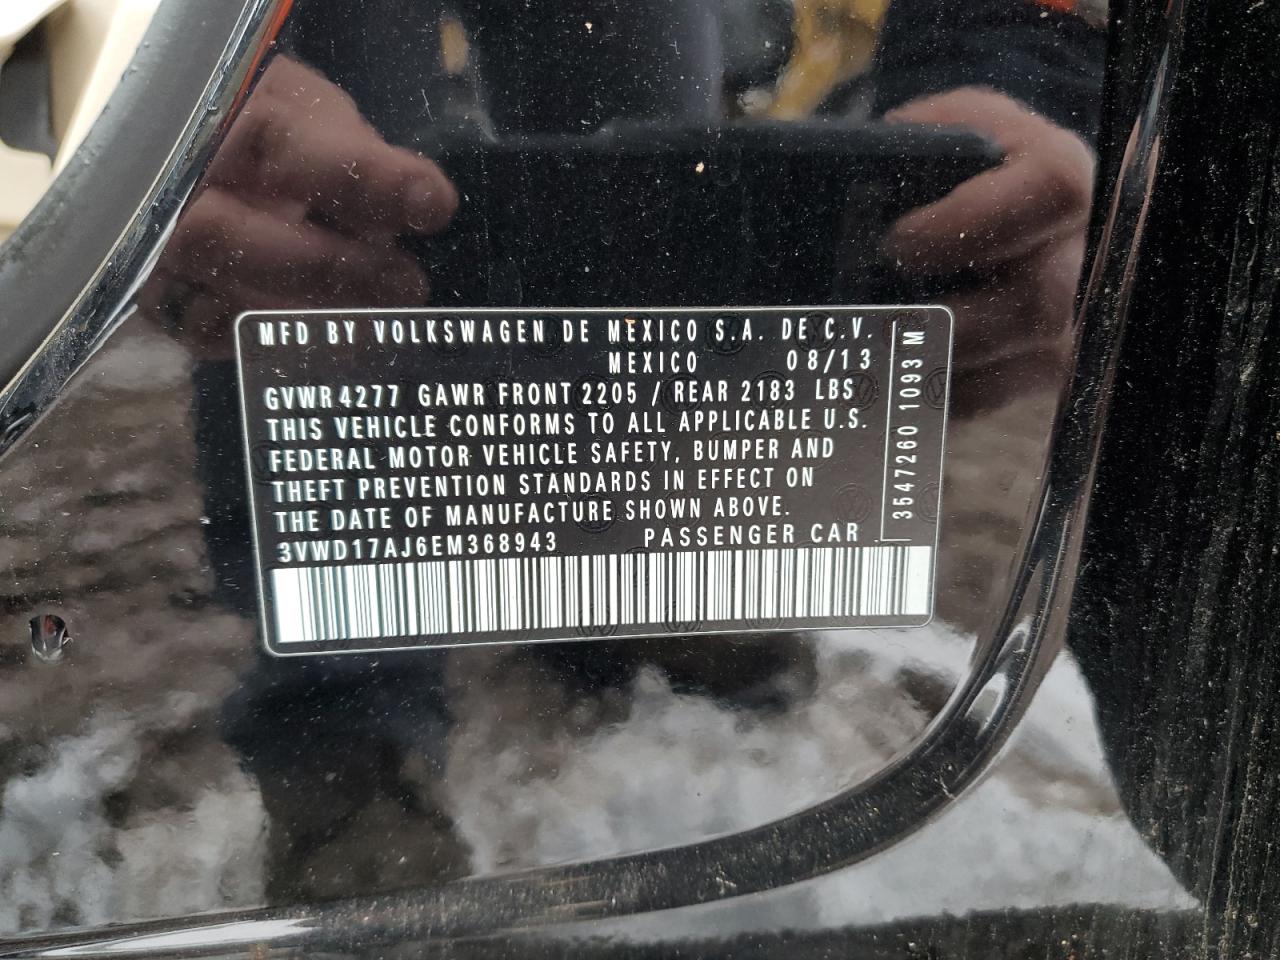 MFD BY VOLKSWAGEN DE MEXICO S.A. DE C.V.
MEXICO 08/13
GVWR 4277 GAWR FRONT 2205 / REAR 2183 LBS
THIS VEHICLE CONFORMS TO ALL APPLICABLE U.S.
FEDERAL MOTOR VEHICLE SAFETY, BUMPER AND
THEFT PREVENTION STANDARDS IN EFFECT ON
THE DATE OF MANUFACTURE SHOWN ABOVE.
3VWD17AJ6EM368943 PASSENGER CAR
3547260 1093 M